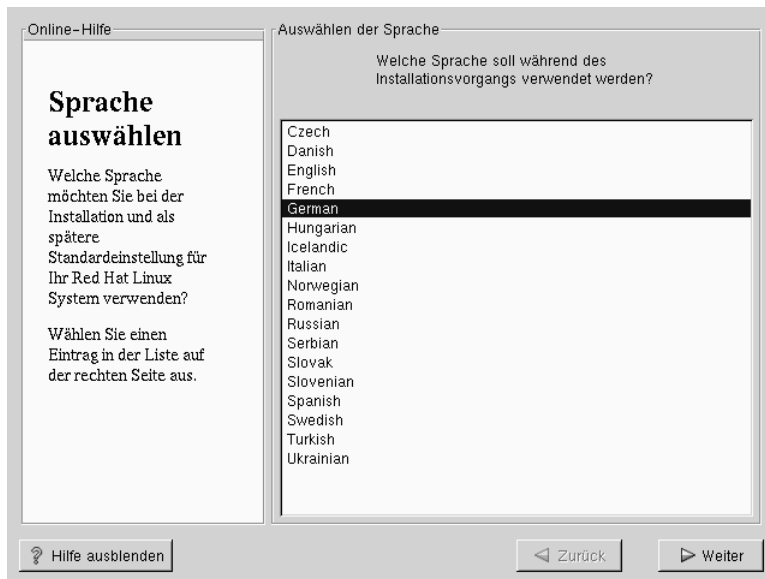 Online-Hilfe
Sprache
auswählen
Welche Sprache
möchten Sie bei der
Installation und als
spätere
Standardeinstellung für
Ihr Red Hat Linux
System verwenden?
Wählen Sie einen
Eintrag in der Liste auf
der rechten Seite aus.
Auswählen der Sprache
Welche Sprache soll während des
Installationsvorgangs verwendet werden?
Czech
Danish
English
French
German
Hungarian
Icelandic
Italian
Norwegian
Romanian
Russian
Serbian
Slovak
Slovenian
Spanish
Swedish
Turkish
Ukrainian
Hilfe ausblenden
Zurück
Weiter